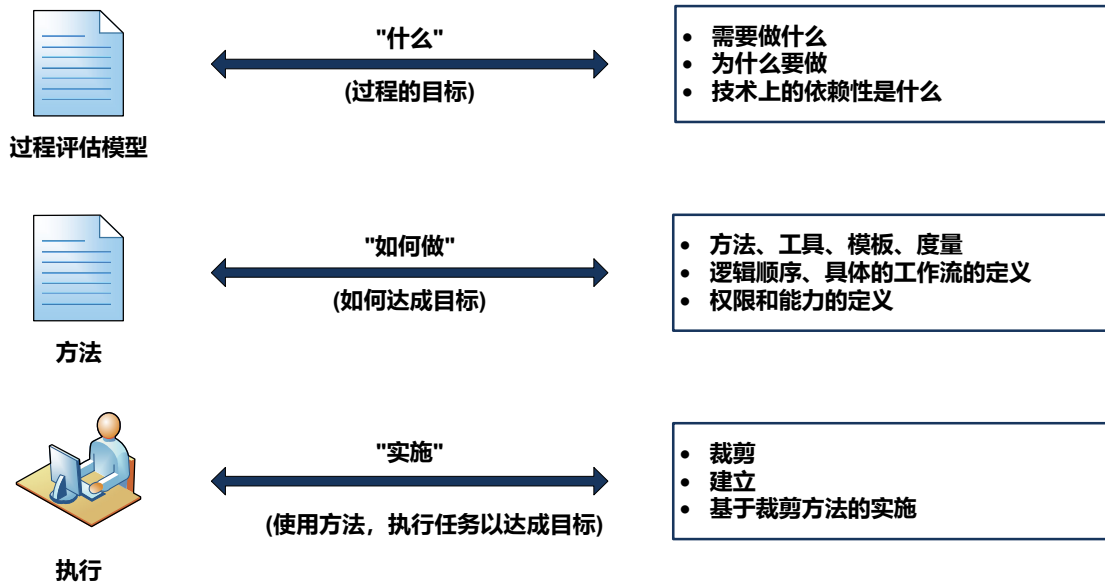 "什么"
(过程的目标)
过程评估模型
• 需要做什么
• 为什么要做
• 技术上的依赖性是什么
"如何做"
(如何达成目标)
方法
• 方法、工具、模板、度量
• 逻辑顺序、具体的工作流的定义
• 权限和能力的定义
"实施"
(使用方法，执行任务以达成目标)
执行
• 裁剪
• 建立
• 基于裁剪方法的实施